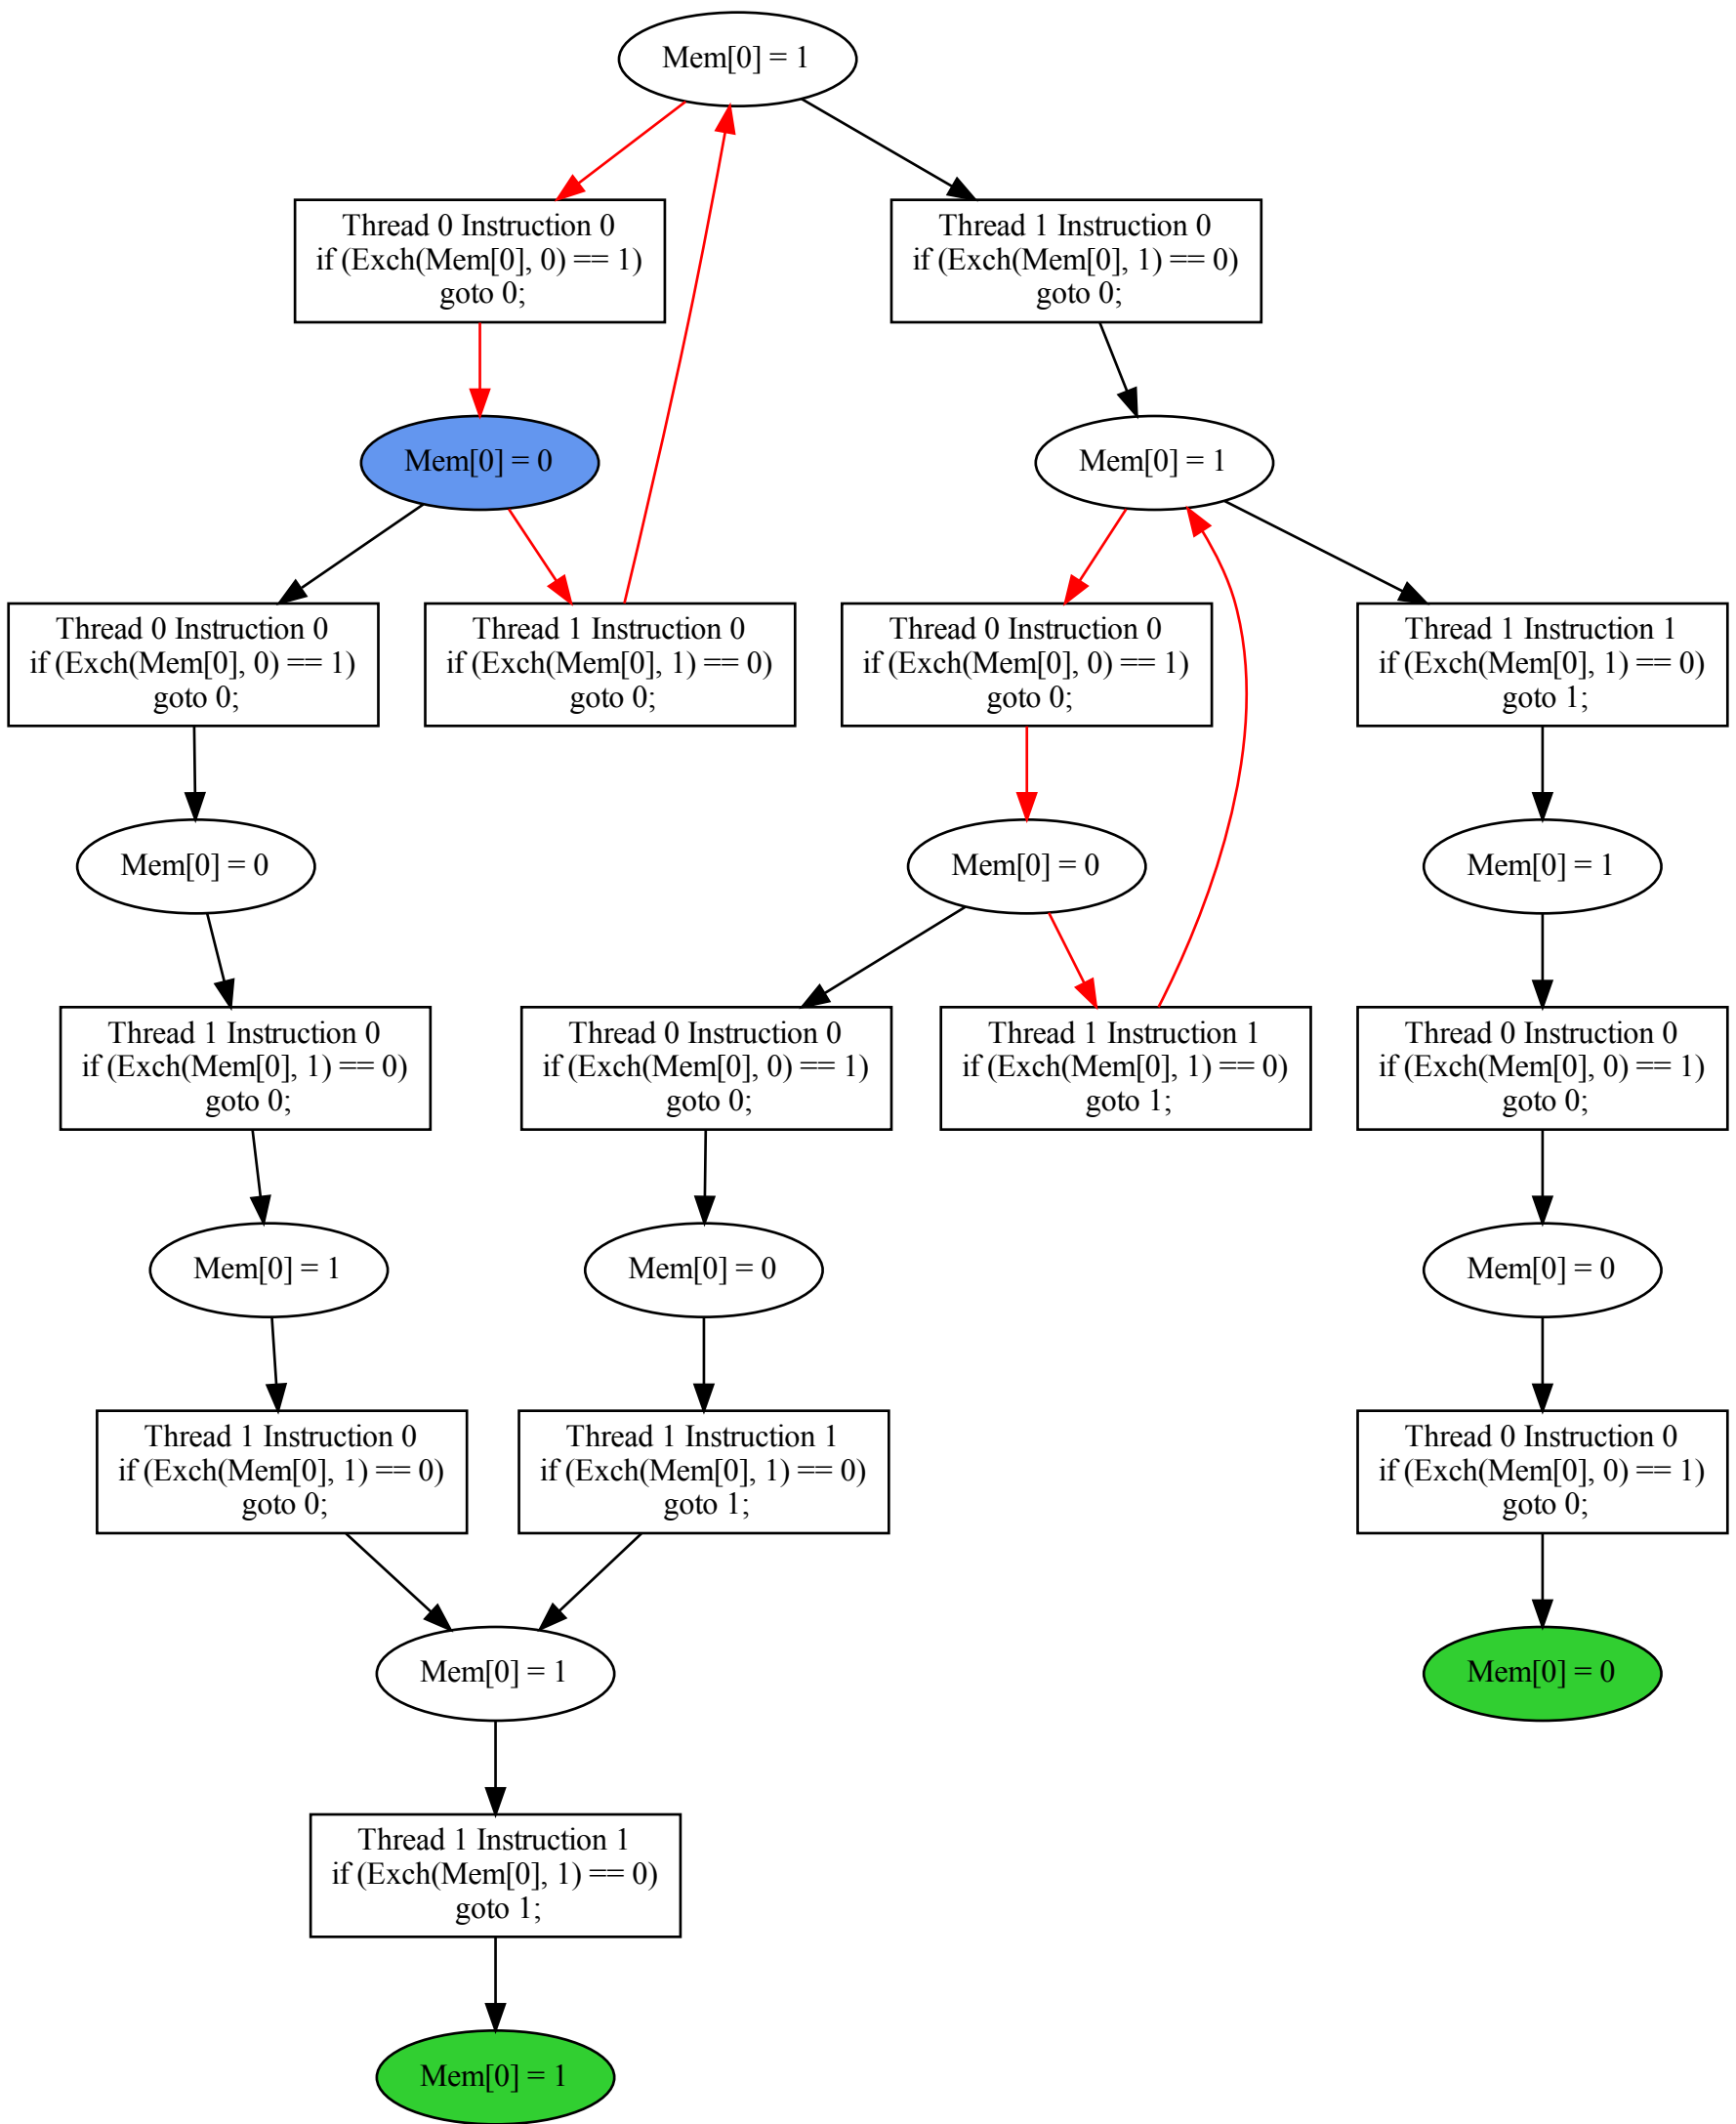 Mem[0] = 1
Thread 0 Instruction 0
if (Exch(Mem[0], 0) == 1)
goto 0;
Thread 1 Instruction 0
if (Exch(Mem[0], 1) == 0)
goto 0;
Mem[0] = 0
Mem[0] = 1
Thread 0 Instruction 0
if (Exch(Mem[0], 0) == 1)
goto 0;
Thread 1 Instruction 0
if (Exch(Mem[0], 1) == 0)
goto 0;
Thread 0 Instruction 0
if (Exch(Mem[0], 0) == 1)
goto 0;
Thread 1 Instruction 1
if (Exch(Mem[0], 1) == 0)
goto 1;
Mem[0] = 0
Mem[0] = 0
Mem[0] = 1
Thread 1 Instruction 0
if (Exch(Mem[0], 1) == 0)
goto 0;
Thread 0 Instruction 0
if (Exch(Mem[0], 0) == 1)
goto 0;
Thread 1 Instruction 1
if (Exch(Mem[0], 1) == 0)
goto 1;
Thread 0 Instruction 0
if (Exch(Mem[0], 0) == 1)
goto 0;
Mem[0] = 1
Mem[0] = 0
Mem[0] = 0
Thread 1 Instruction 0
if (Exch(Mem[0], 1) == 0)
goto 0;
Thread 1 Instruction 1
if (Exch(Mem[0], 1) == 0)
goto 1;
Thread 0 Instruction 0
if (Exch(Mem[0], 0) == 1)
goto 0;
Mem[0] = 1
Mem[0] = 0
Thread 1 Instruction 1
if (Exch(Mem[0], 1) == 0)
goto 1;
Mem[0] = 1